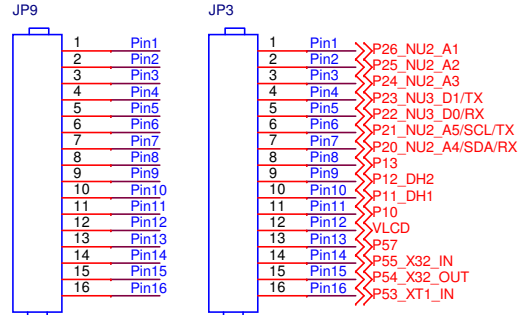 JP9
1 Pin1
2 Pin2
3 Pin3
4 Pin4
5 Pin5
6 Pin6
7 Pin7
8 Pin8
9 Pin9
10 Pin10
11 Pin11
12 Pin12
13 Pin13
14 Pin14
15 Pin15
16 Pin16
JP3
1 Pin1 P26_NU2_A1
2 Pin2 P25_NU2_A2
3 Pin3 P24_NU2_A3
4 Pin4 P23_NU3_D1/TX
5 Pin5 P22_NU3_D0/RX
6 Pin6 P21_NU2_A5/SCL/TX
7 Pin7 P20_NU2_A4/SDA/RX
8 Pin8 P13
9 Pin9 P12_DH2
10 Pin10 P11_DH1
11 Pin11 P10
12 Pin12 VLCD
13 Pin13 P57
14 Pin14 P55_X32_IN
15 Pin15 P54_X32_OUT
16 Pin16 P53_XT1_IN